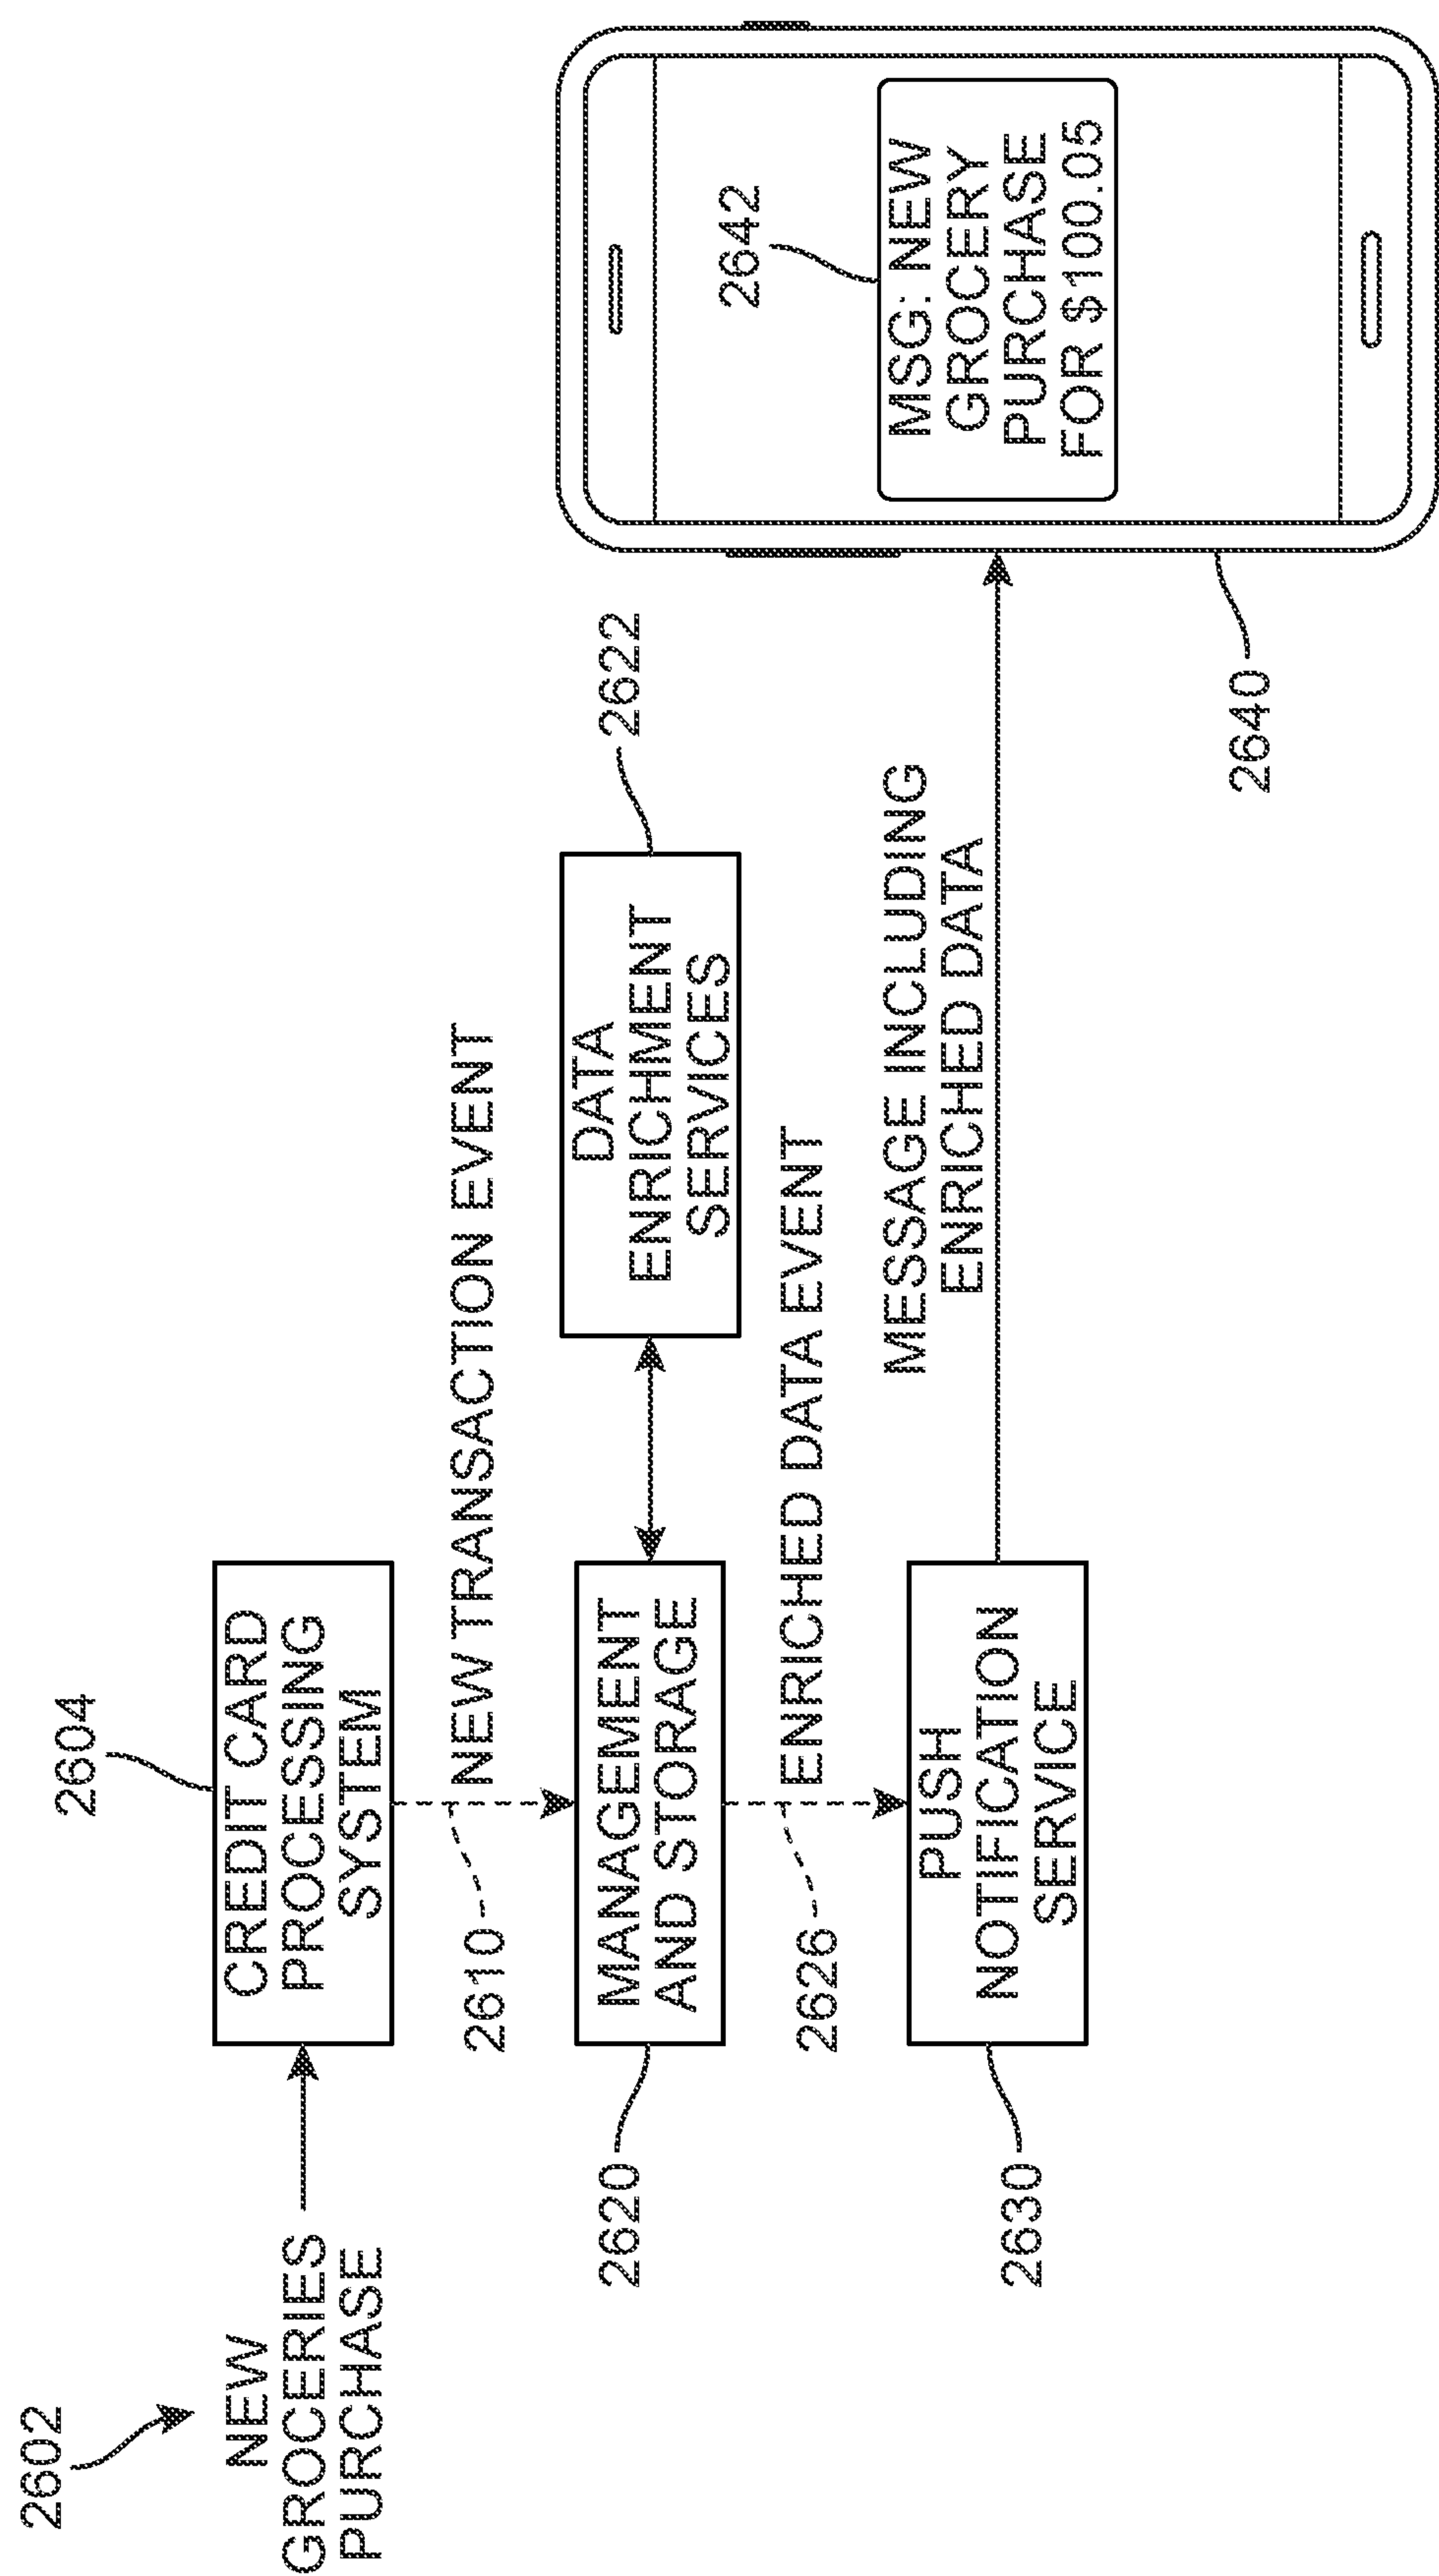 2602
NEW
GROCERIES
PURCHASE
2604
CREDIT CARD
PROCESSING
SYSTEM
2610
NEW TRANSACTION EVENT
2620
MANAGEMENT
AND STORAGE
DATA
ENRICHMENT
SERVICES
2622
2626
ENRICHED DATA EVENT
2630
PUSH
NOTIFICATION
SERVICE
MESSAGE INCLUDING
ENRICHED DATA
2640
2642
MSG: NEW
GROCERY
PURCHASE
FOR $100.05